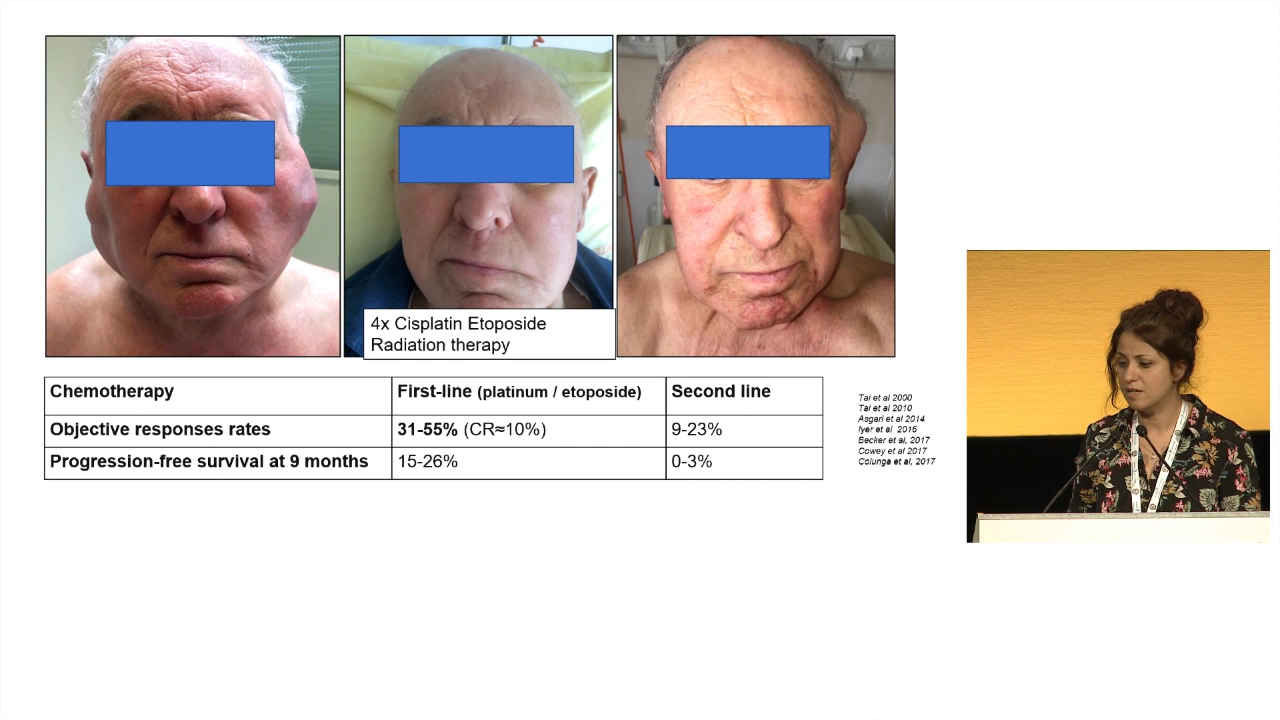 4x Cisplatin Etoposide
Radiation therapy
Chemotherapy First-line (platinum / etoposide) Second line
Objective responses rates 31-55% (CR≈10%) 9-23%
Progression-free survival at 9 months 15-26% 0-3%
Tai et al 2000
Tai et al 2010
Asgari et al 2014
Iyer et al 2016
Becker et al, 2017
Cowey et al 2017
Colunga et al, 2017